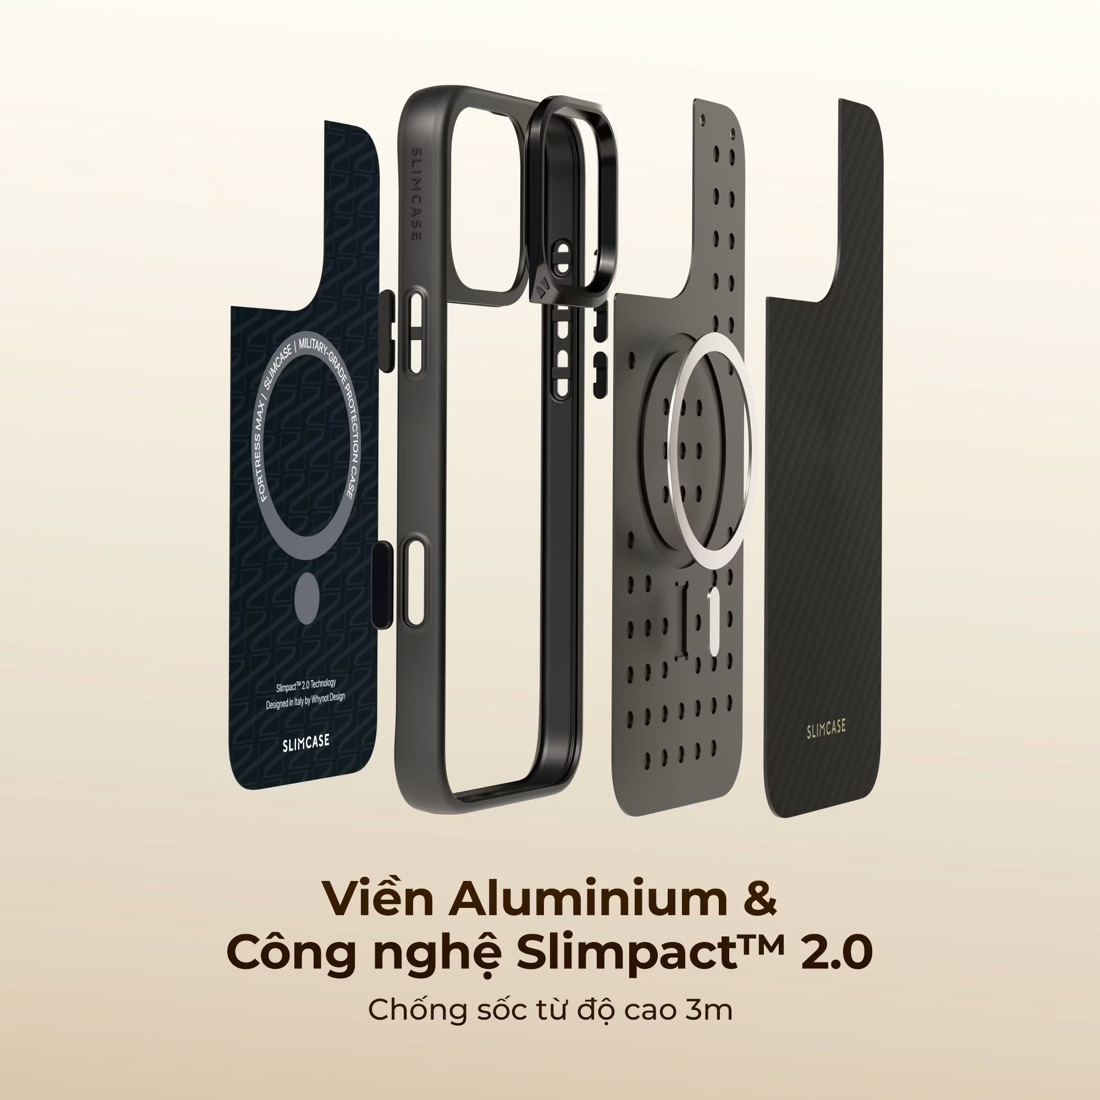 SLIMCASE
FORTRESS MAX / SLIMCASE | MILITARY-GRADE PROTECTION CASE
Slimpact™ 2.0 Technology
Designed in Italy by Whynot Design
SLIMCASE
SLIMCASE
Viền Aluminium &
Công nghệ Slimpact™ 2.0
Chống sốc từ độ cao 3m